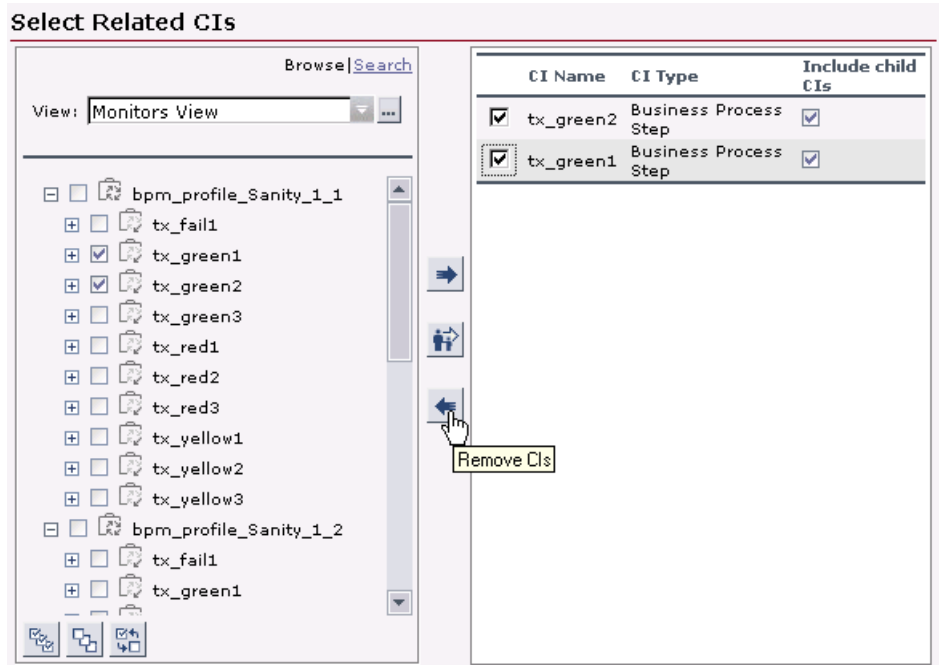 Select Related CIs
Browse|Search
View: Monitors View ...
bpm_profile_Sanity_1_1
tx_fail1
tx_green1
tx_green2
tx_green3
tx_red1
tx_red2
tx_red3
tx_yellow1
tx_yellow2
tx_yellow3
bpm_profile_Sanity_1_2
tx_fail1
tx_green1
Remove CIs
CI Name CI Type Include child CIs
tx_green2 Business Process Step
tx_green1 Business Process Step